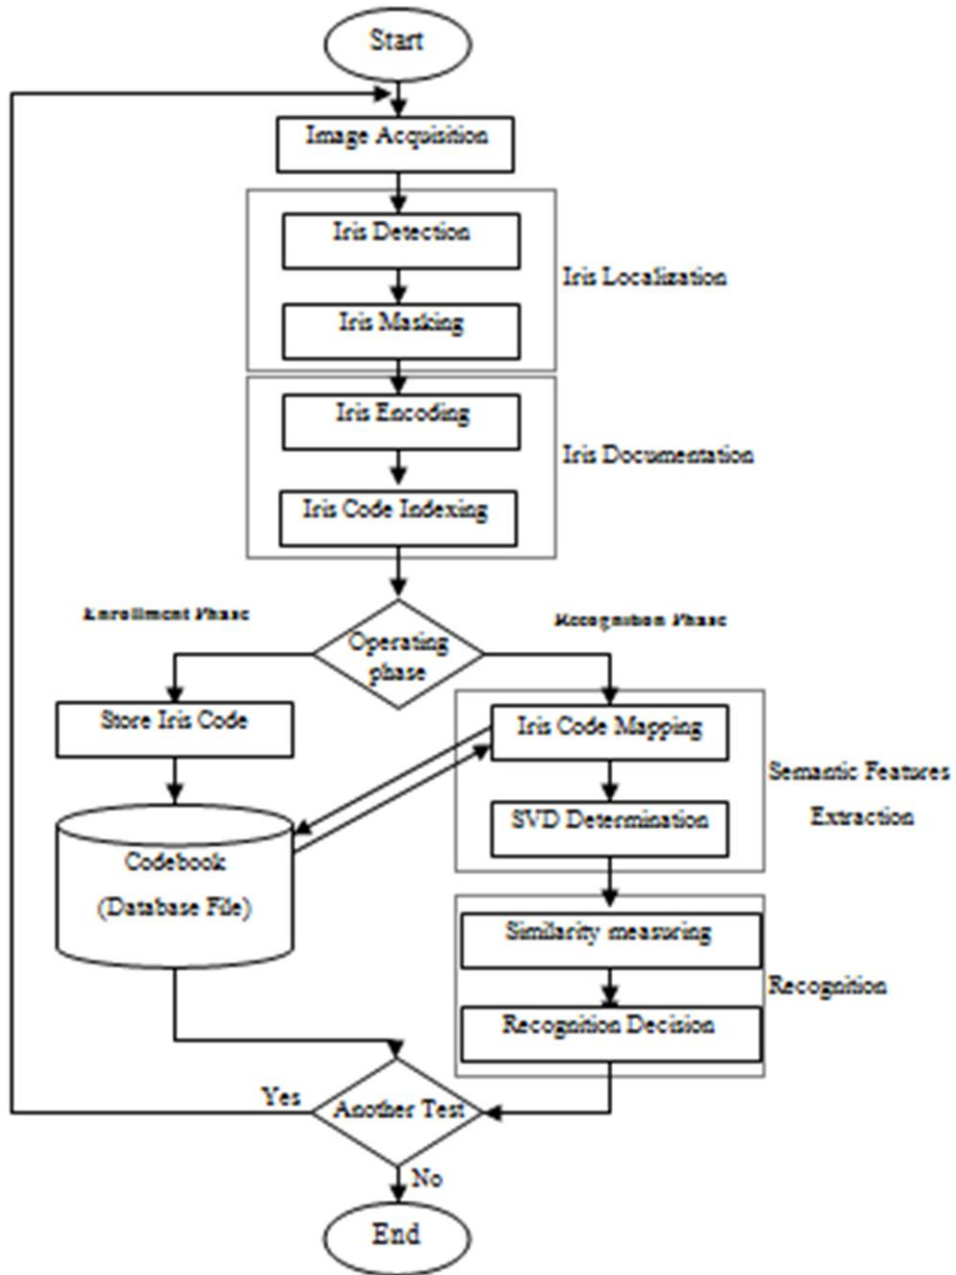 Start
Image Acquisition
Iris Detection
Iris Localization
Iris Masking
Iris Encoding
Iris Documentation
Iris Code Indexing
Enrollment Phase
Recognition Phase
Operating
phase
Store Iris Code
Iris Code Mapping
Semantic Features
Extraction
SVD Determination
Codebook
(Database File)
Similarity measuring
Recognition
Recognition Decision
Yes
Another Test
No
End